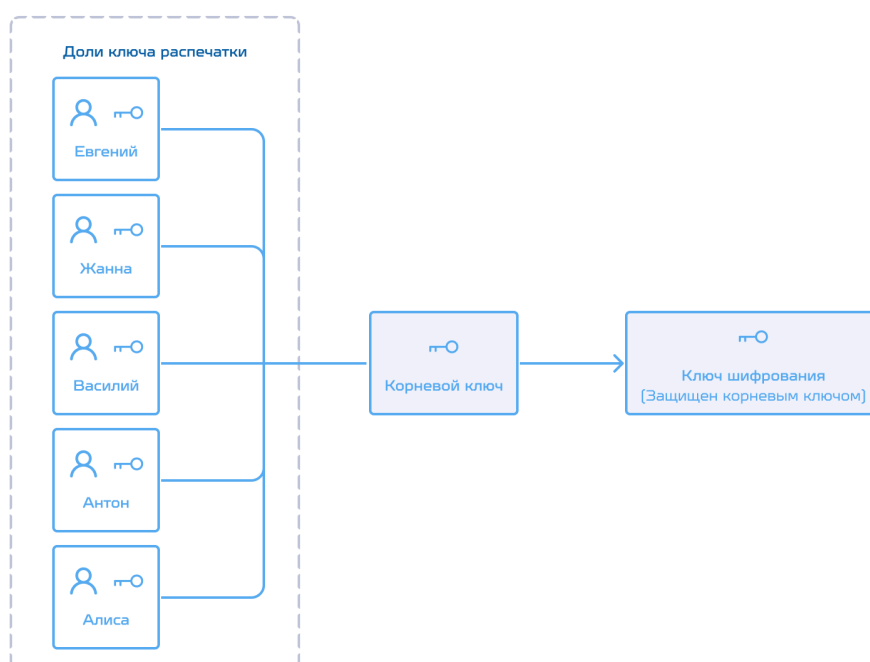 Доли ключа распечатки
Евгений
Жанна
Василий
Антон
Алиса
Корневой ключ
Ключ шифрования
(Защищен корневым ключом)